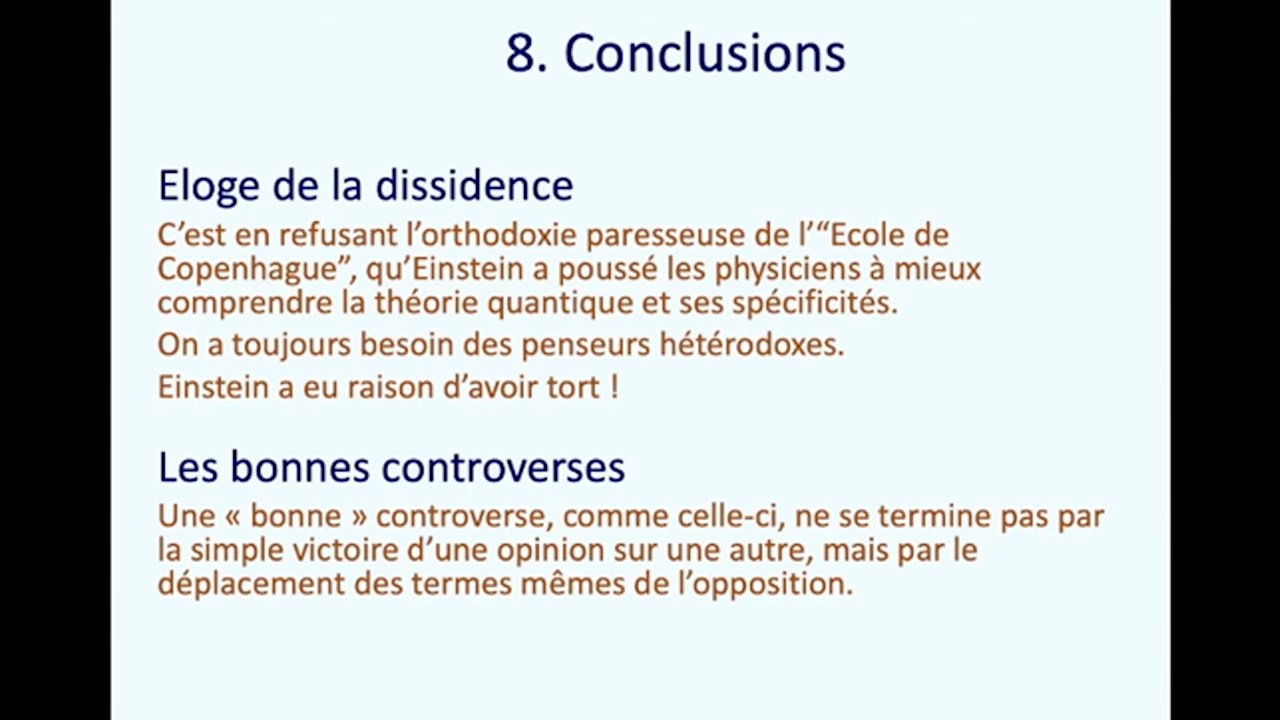 8. Conclusions
Eloge de la dissidence
C’est en refusant l’orthodoxie paresseuse de l’“Ecole de
Copenhague”, qu’Einstein a poussé les physiciens à mieux
comprendre la théorie quantique et ses spécificités.
On a toujours besoin des penseurs hétérodoxes.
Einstein a eu raison d’avoir tort !
Les bonnes controverses
Une « bonne » controverse, comme celle-ci, ne se termine pas par
la simple victoire d’une opinion sur une autre, mais par le
déplacement des termes mêmes de l’opposition.